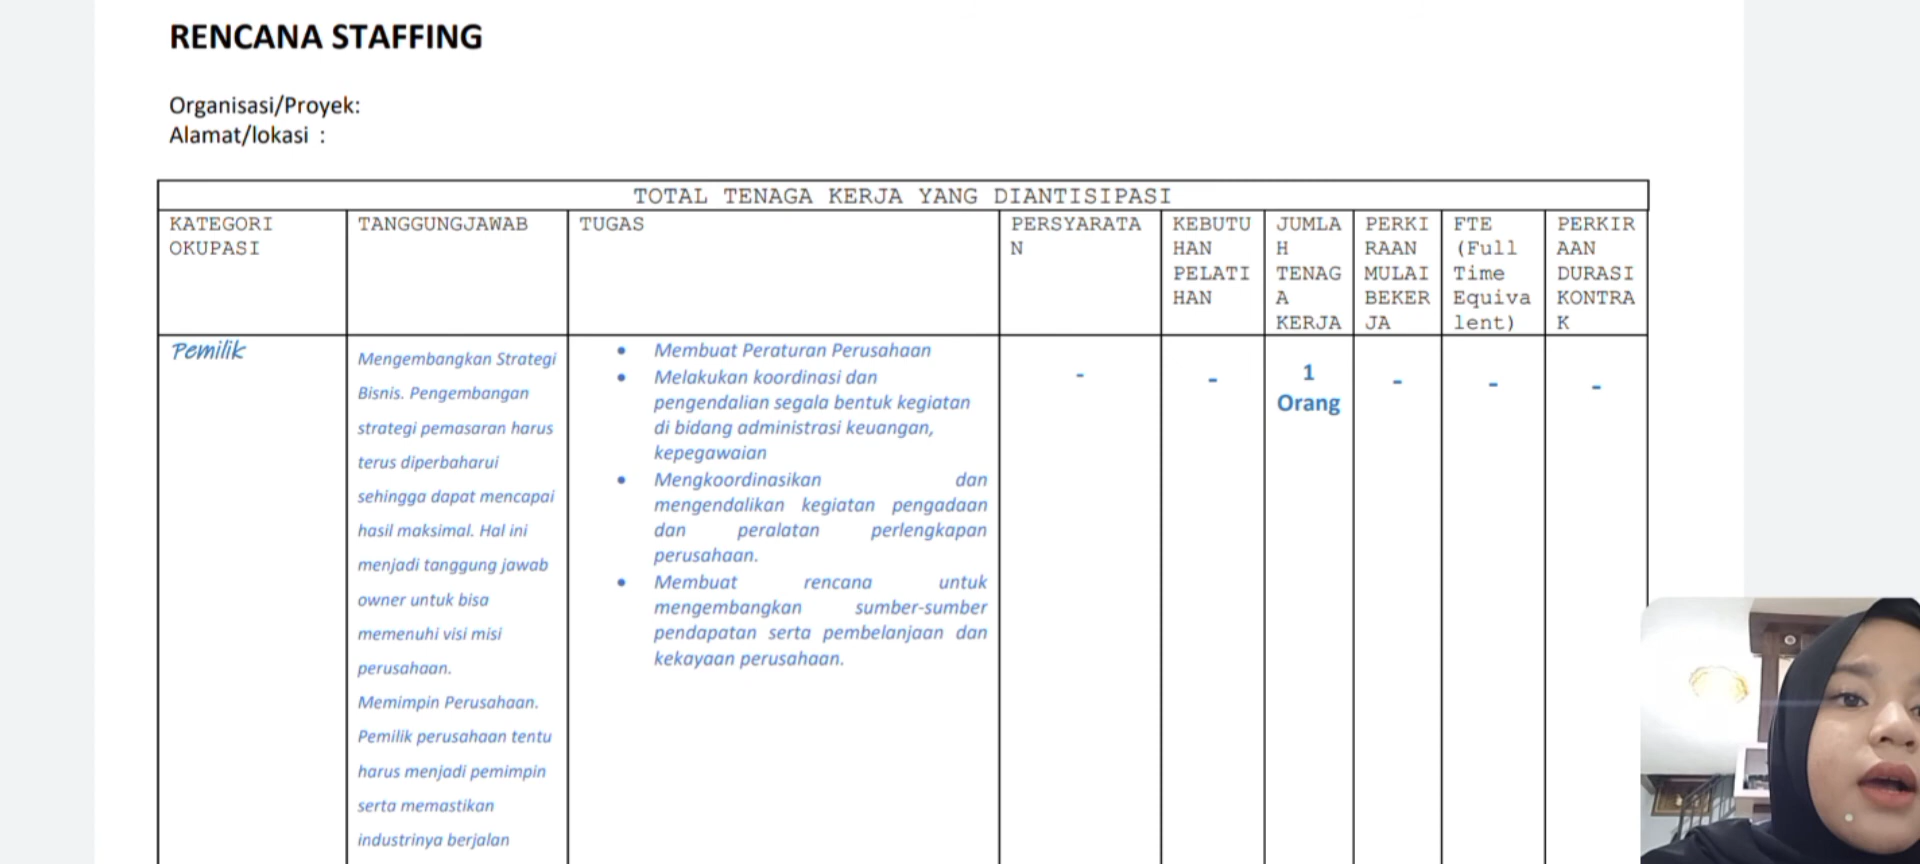 RENCANA STAFFING
Organisasi/Proyek:
Alamat/lokasi :
TOTAL TENAGA KERJA YANG DIANTISIPASI
KATEGORI
OKUPASI
TANGGUNGJAWAB
TUGAS
PERSYARATA
N
KEBUTU
HAN
PELATI
HAN
JUMLA
H
TENAG
A
KERJA
PERKI
RAAN
MULAI
BEKER
JA
FTE
(Full
Time
Equiva
lent)
PERKIR
AAN
DURASI
KONTRA
K
Pemilik
Mengembangkan Strategi
Bisnis. Pengembangan
strategi pemasaran harus
terus diperbaharui
sehingga dapat mencapai
hasil maksimal. Hal ini
menjadi tanggung jawab
owner untuk bisa
memenuhi visi misi
perusahaan.
Memimpin Perusahaan.
Pemilik perusahaan tentu
harus menjadi pemimpin
serta memastikan
industrinya berjalan
• Membuat Peraturan Perusahaan
• Melakukan koordinasi dan
pengendalian segala bentuk kegiatan
di bidang administrasi keuangan,
kepegawaian
• Mengkoordinasikan dan
mengendalikan kegiatan pengadaan
dan peralatan perlengkapan
perusahaan.
• Membuat rencana untuk
mengembangkan sumber-sumber
pendapatan serta pembelanjaan dan
kekayaan perusahaan.
-
-
1
Orang
-
-
-